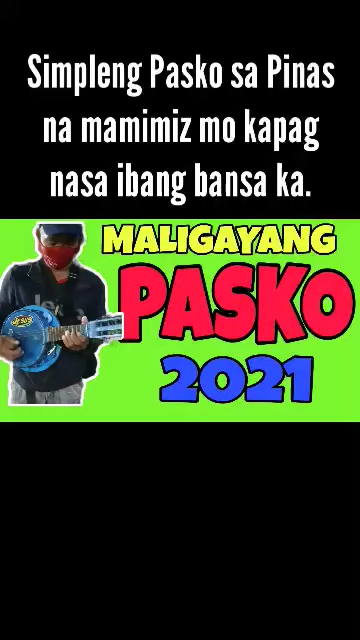 Simpleng Pasko sa Pinas
na mamimiz mo kapag
nasa ibang bansa ka.
MALIGAYANG
PASKO
2021